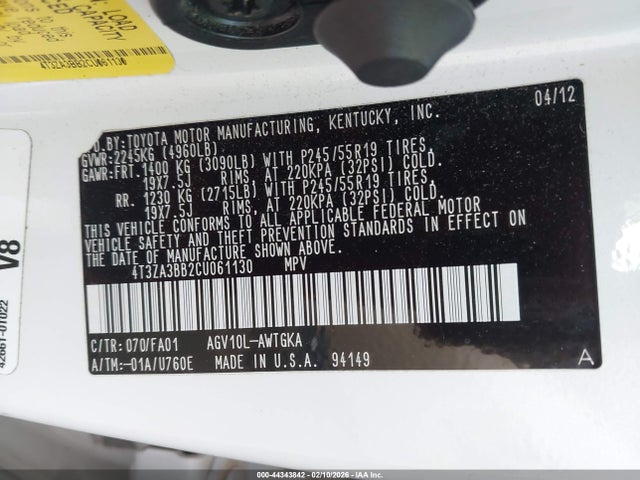 LOAD
CAPACITY
4T3ZA3BB2CU061130
04/12
D. BY: TOYOTA MOTOR MANUFACTURING, KENTUCKY, INC.
GVWR: 2245KG (4960LB)
GAWR: FRT. 1400 KG (3090LB) WITH P245/55R19 TIRES,
19X7.5J RIMS, AT 220KPA (32PSI) COLD.
RR. 1230 KG (2715LB) WITH P245/55R19 TIRES,
19X7.5J RIMS, AT 220KPA (32PSI) COLD.
THIS VEHICLE CONFORMS TO ALL APPLICABLE FEDERAL MOTOR
VEHICLE SAFETY AND THEFT PREVENTION STANDARDS IN EFFECT ON
THE DATE OF MANUFACTURE SHOWN ABOVE.
4T3ZA3BB2CU061130 MPV
C/TR: 070/FA01 AGV10L-AWTGKA
A/TM: -01A/U760E MADE IN U.S.A. 94149
A
V8
42661-0T022
000 - 44343842 - 02/10/2026 - IAA Inc.